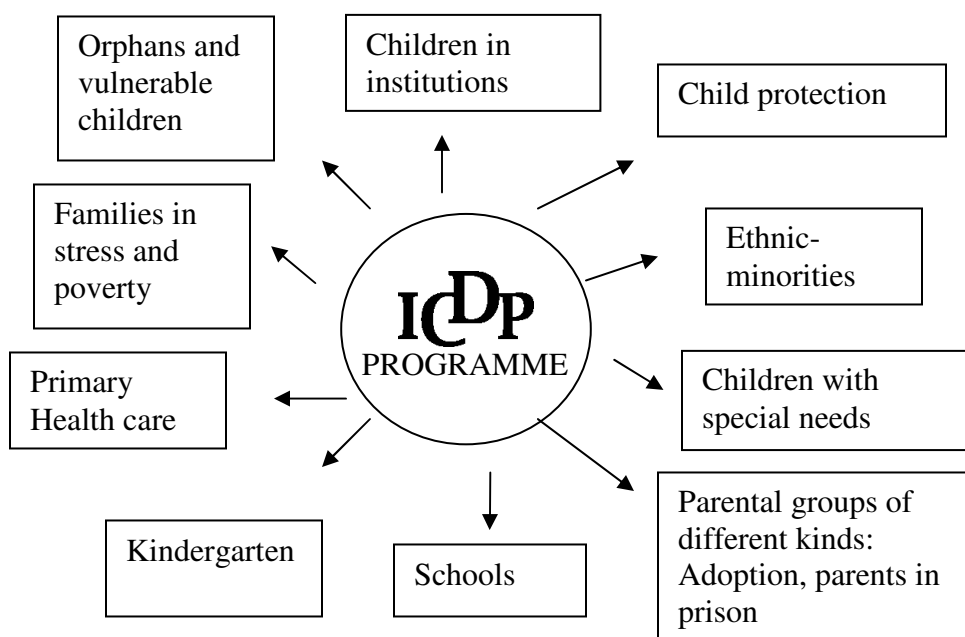 Orphans and
vulnerable
children
Children in
institutions
Child protection
Families in
stress and
poverty
Ethnic-
minorities
ICDP
PROGRAMME
Primary
Health care
Children with
special needs
Kindergarten
Schools
Parental groups of
different kinds:
Adoption, parents in
prison